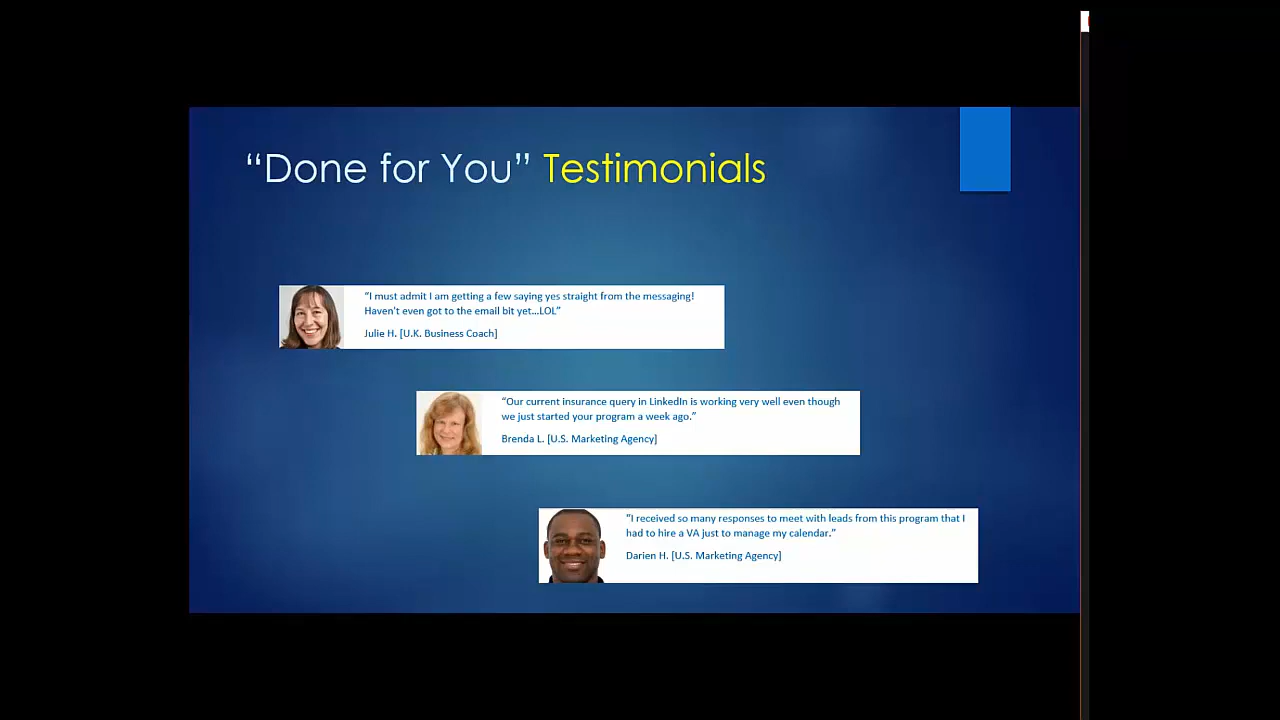 “Done for You” Testimonials
“I must admit I am getting a few saying yes straight from the messaging!
Haven't even got to the email bit yet…LOL”
Julie H. [U.K. Business Coach]
“Our current insurance query in LinkedIn is working very well even though
we just started your program a week ago.”
Brenda L. [U.S. Marketing Agency]
“I received so many responses to meet with leads from this program that I
had to hire a VA just to manage my calendar.”
Darien H. [U.S. Marketing Agency]